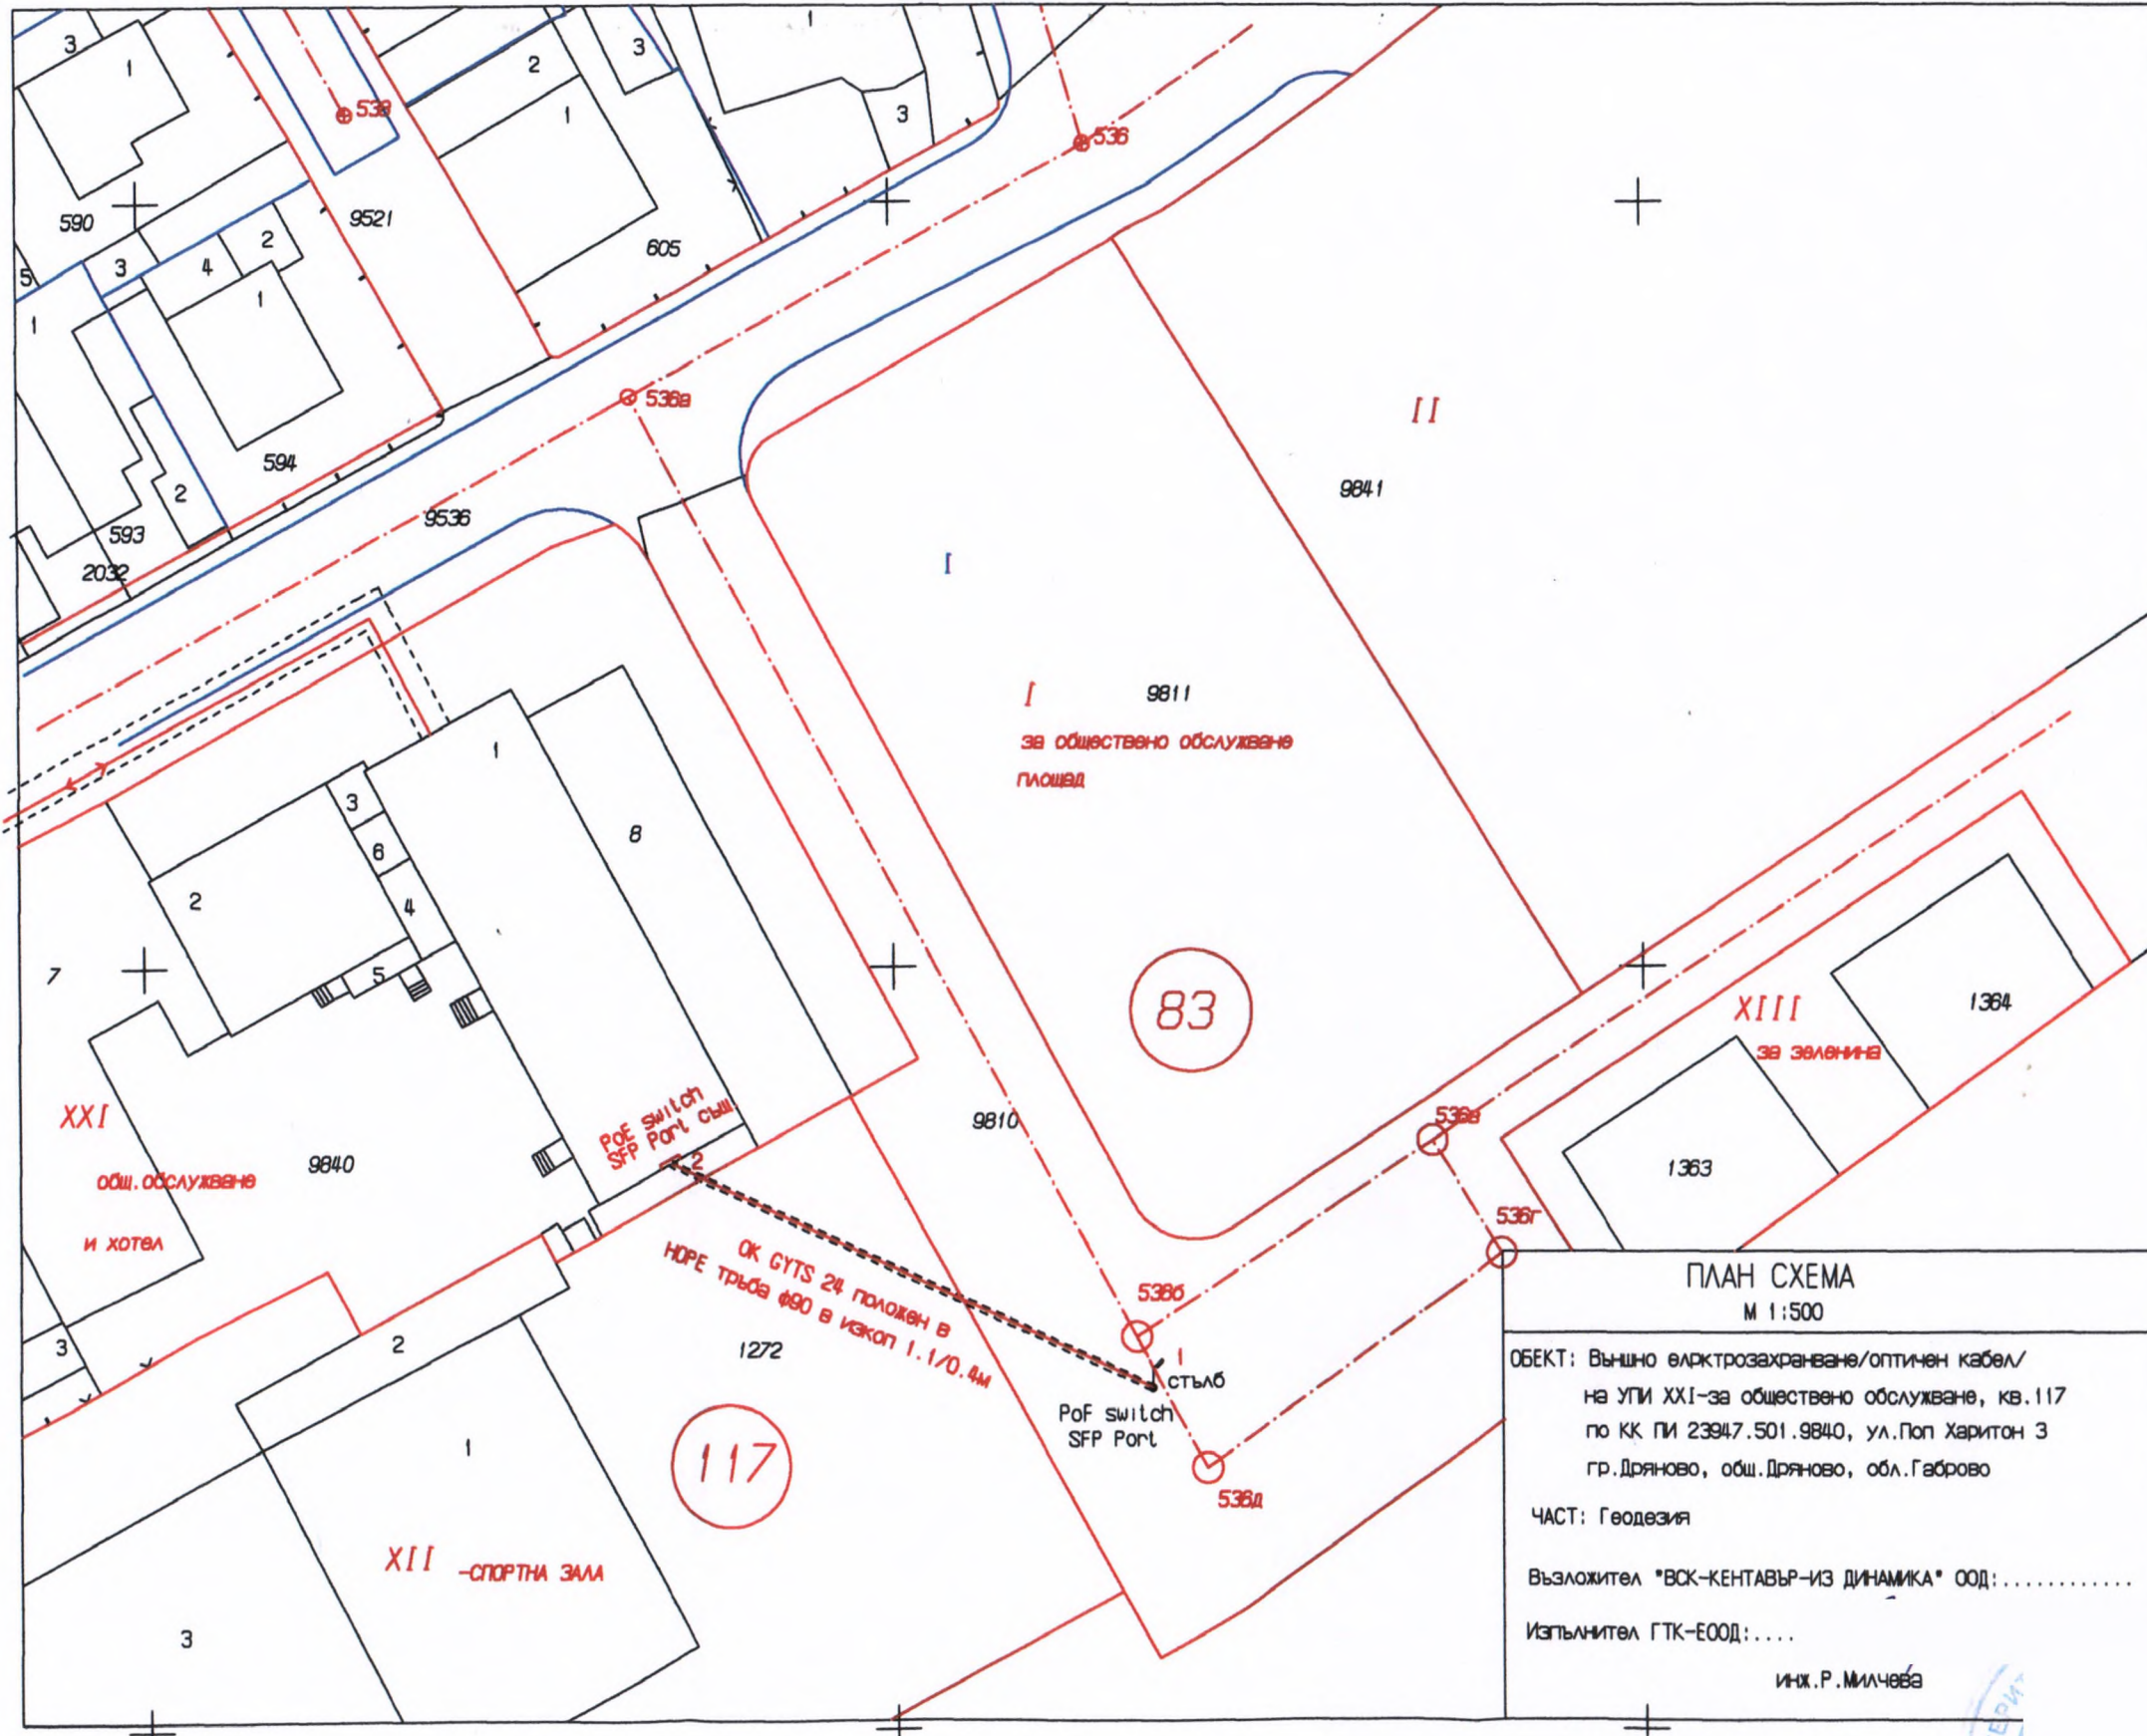 3
1
538
2
3
1
1
3
536
590
9521
605
2
3
4
5
1
1
536а
594
2
593
2032
9536
II
9841
I
I
9811
за обществено обслужване
площад
1
8
3
6
4
2
5
7
83
XIII
1364
за зеленина
XXI
9840
общ.обслужване
и хотел
PoE switch
SFP Port същ
2
9810
536в
1363
536г
OK GYTS 24 положен в
HDPE тръба ф90 в изкоп 1.1/0.4м
1272
536б
1
стълб
PoF switch
SFP Port
536д
3
2
1
117
XII -СПОРТНА ЗАЛА
3
ПЛАН СХЕМА
М 1:500
ОБЕКТ: Външно елрктрозахранване/оптичен кабел/
на УПИ XXI-за обществено обслужване, кв.117
по КК ПИ 23947.501.9840, ул.Поп Харитон 3
гр.Дряново, общ.Дряново, обл.Габрово
ЧАСТ: Геодезия
Възложител "ВСК-КЕНТАВЪР-ИЗ ДИНАМИКА" ООД:............
Изпълнител ГТК-ЕООД:....
инж.Р.Милчева